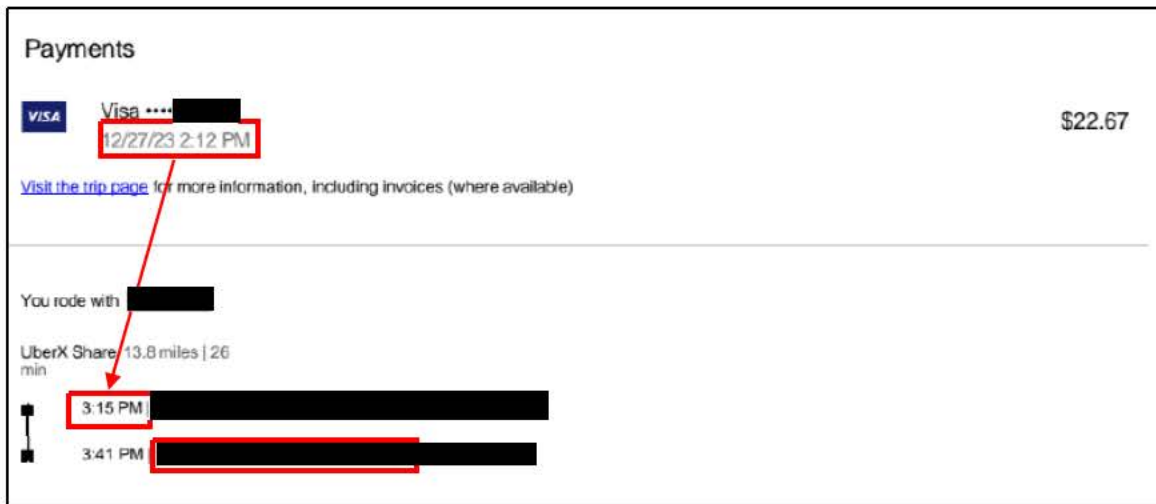 Payments
VISA
Visa ••••
$22.67
12/27/23 2:12 PM
Visit the trip page for more information, including invoices (where available)
You rode with
UberX Share 13.8 miles | 26
min
3:15 PM |
3:41 PM |